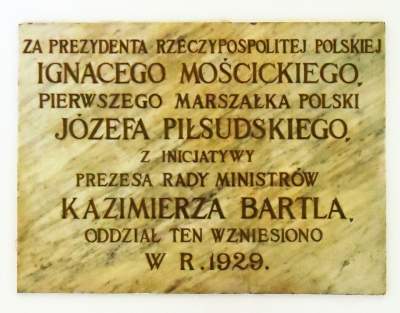 ZA PREZYDENTA RZECZYPOSPOLITEJ POLSKIEJ
IGNACEGO MOŚCICKIEGO,
PIERWSZEGO MARSZAŁKA POLSKI
JÓZEFA PIŁSUDSKIEGO,
Z INICJATYWY
PREZESA RADY MINISTRÓW
KAZIMIERZA BARTLA,
ODDZIAŁ TEN WZNIESIONO
W R. 1929.